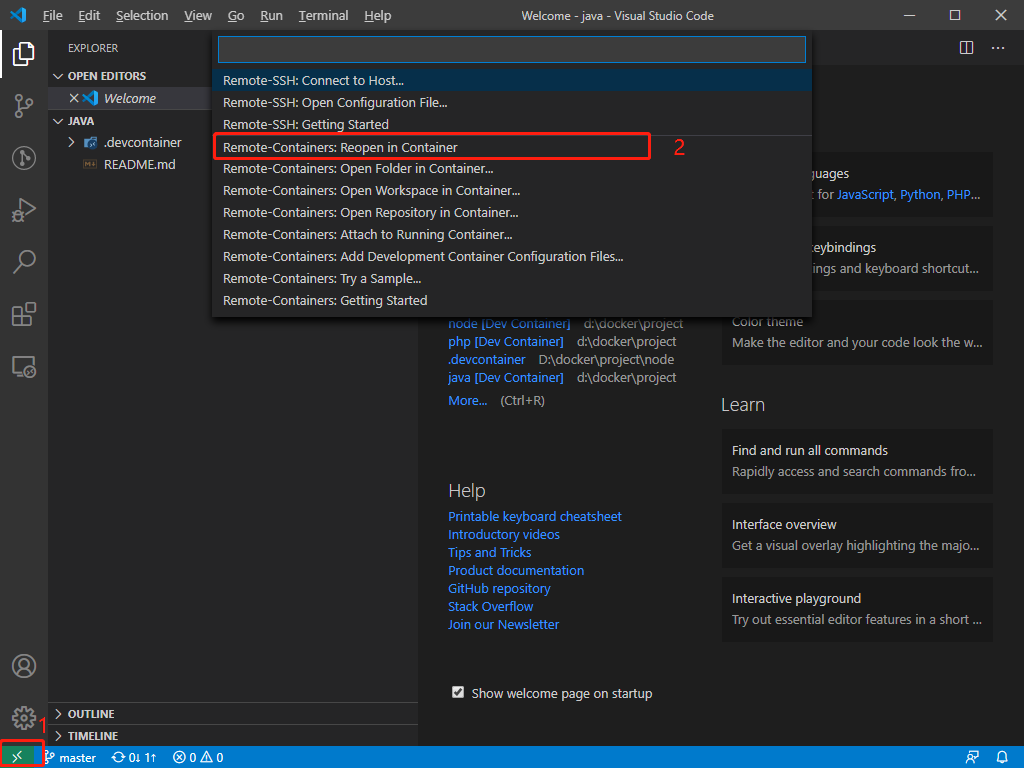 File Edit Selection View Go Run Terminal Help
Welcome - java - Visual Studio Code
EXPLORER
OPEN EDITORS
Welcome
JAVA
.devcontainer
README.md
Remote-SSH: Connect to Host...
Remote-SSH: Open Configuration File...
Remote-SSH: Getting Started
Remote-Containers: Reopen in Container
2
Remote-Containers: Open Folder in Container...
Remote-Containers: Open Workspace in Container...
Remote-Containers: Open Repository in Container...
Remote-Containers: Attach to Running Container...
Remote-Containers: Add Development Container Configuration Files...
Remote-Containers: Try a Sample...
Remote-Containers: Getting Started
for JavaScript, Python, PHP...
and keyboard shortcut...
Color theme
Make the editor and your code look the w...
node [Dev Container] d:\docker\project
php [Dev Container] d:\docker\project
.devcontainer D:\docker\project\node
java [Dev Container] d:\docker\project
More... (Ctrl+R)
Learn
Find and run all commands
Rapidly access and search commands fro...
Interface overview
Get a visual overlay highlighting the majo...
Interactive playground
Try out essential editor features in a short ...
Help
Printable keyboard cheatsheet
Introductory videos
Tips and Tricks
Product documentation
GitHub repository
Stack Overflow
Join our Newsletter
Show welcome page on startup
OUTLINE
TIMELINE
1
master 0↓ 1↑ 0 0